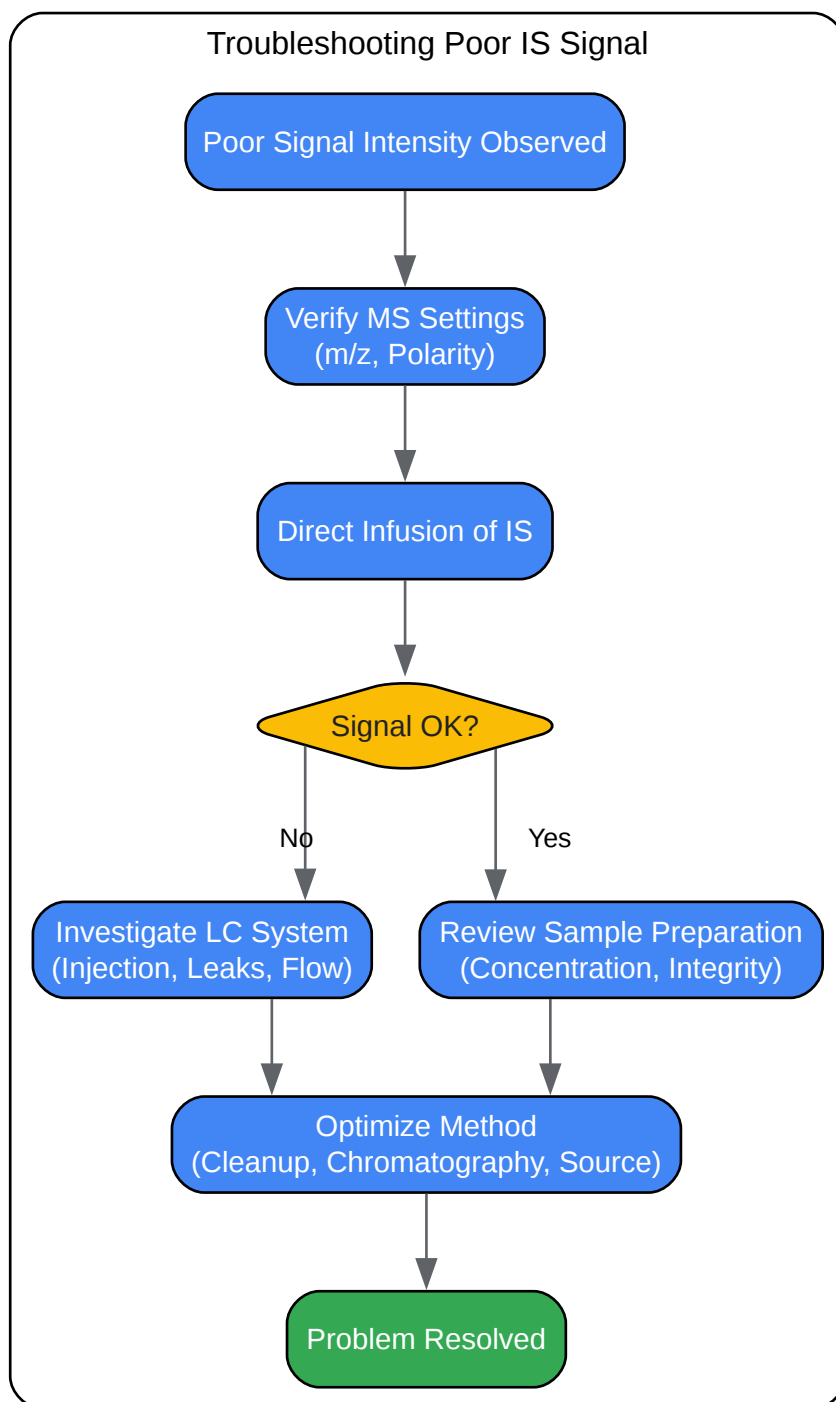 Troubleshooting Poor IS Signal
Poor Signal Intensity Observed
Verify MS Settings
(m/z, Polarity)
Direct Infusion of IS
Signal OK?
No
Yes
Investigate LC System
(Injection, Leaks, Flow)
Review Sample Preparation
(Concentration, Integrity)
Optimize Method
(Cleanup, Chromatography, Source)
Problem Resolved